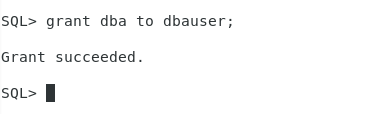 SQL> grant dba to dbauser;
Grant succeeded.
SQL>